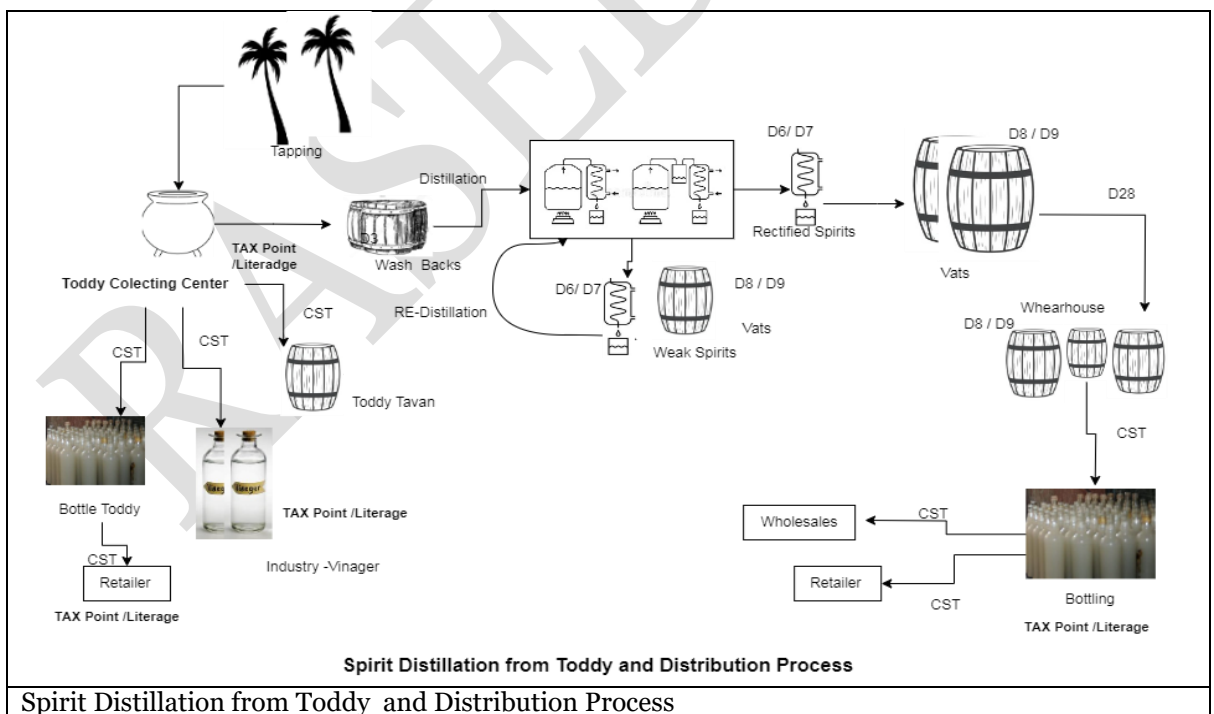 Tapping
Toddy Colecting Center
TAX Point
/Literadge
D3
Wash Backs
Distillation
RE-Distillation
D6/ D7
Rectified Spirits
D6/ D7
Weak Spirits
D8 / D9
Vats
D8 / D9
Vats
D28
Whearhouse
D8 / D9
CST
CST
CST
CST
Toddy Tavan
Bottle Toddy
CST
Retailer
TAX Point /Literage
TAX Point /Literage
Industry -Vinager
Wholesales
CST
Retailer
CST
Bottling
TAX Point /Literage
Spirit Distillation from Toddy and Distribution Process
Spirit Distillation from Toddy and Distribution Process